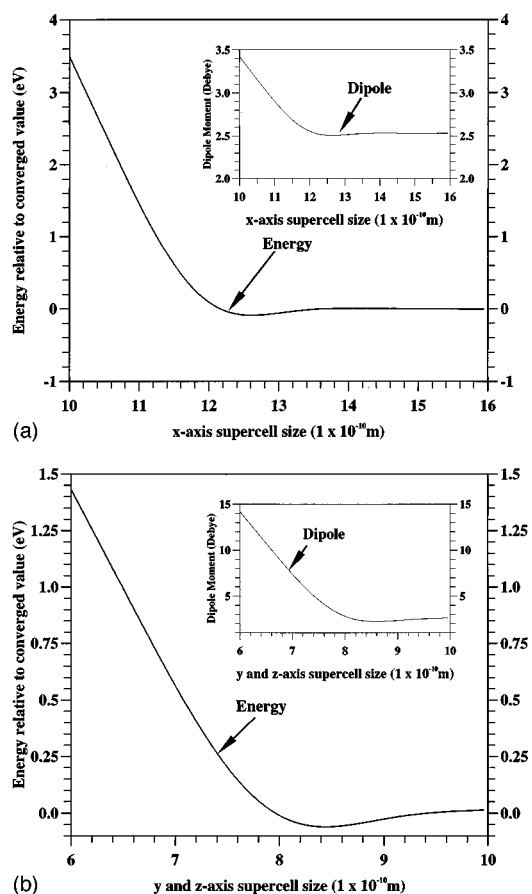 4
3
2
1
0
-1
Energy relative to converged value (eV)
4
3
2
1
0
-1
3.5
3.0
2.5
2.0
Dipole Moment (Debye)
3.5
3.0
2.5
2.0
Dipole
10 11 12 13 14 15 16
x-axis supercell size (1 x 10⁻¹⁰m)
Energy
10 11 12 13 14 15 16
x-axis supercell size (1 x 10⁻¹⁰m)
(a)
1.5
1.25
1.0
0.75
0.5
0.25
0.0
Energy relative to converged value (eV)
1.5
1.25
1.0
0.75
0.5
0.25
0.0
15
10
5
Dipole Moment (Debye)
15
10
5
Dipole
6 7 8 9 10
y and z-axis supercell size (1 x 10⁻¹⁰m)
Energy
6 7 8 9 10
y and z-axis supercell size (1 x 10⁻¹⁰m)
(b)